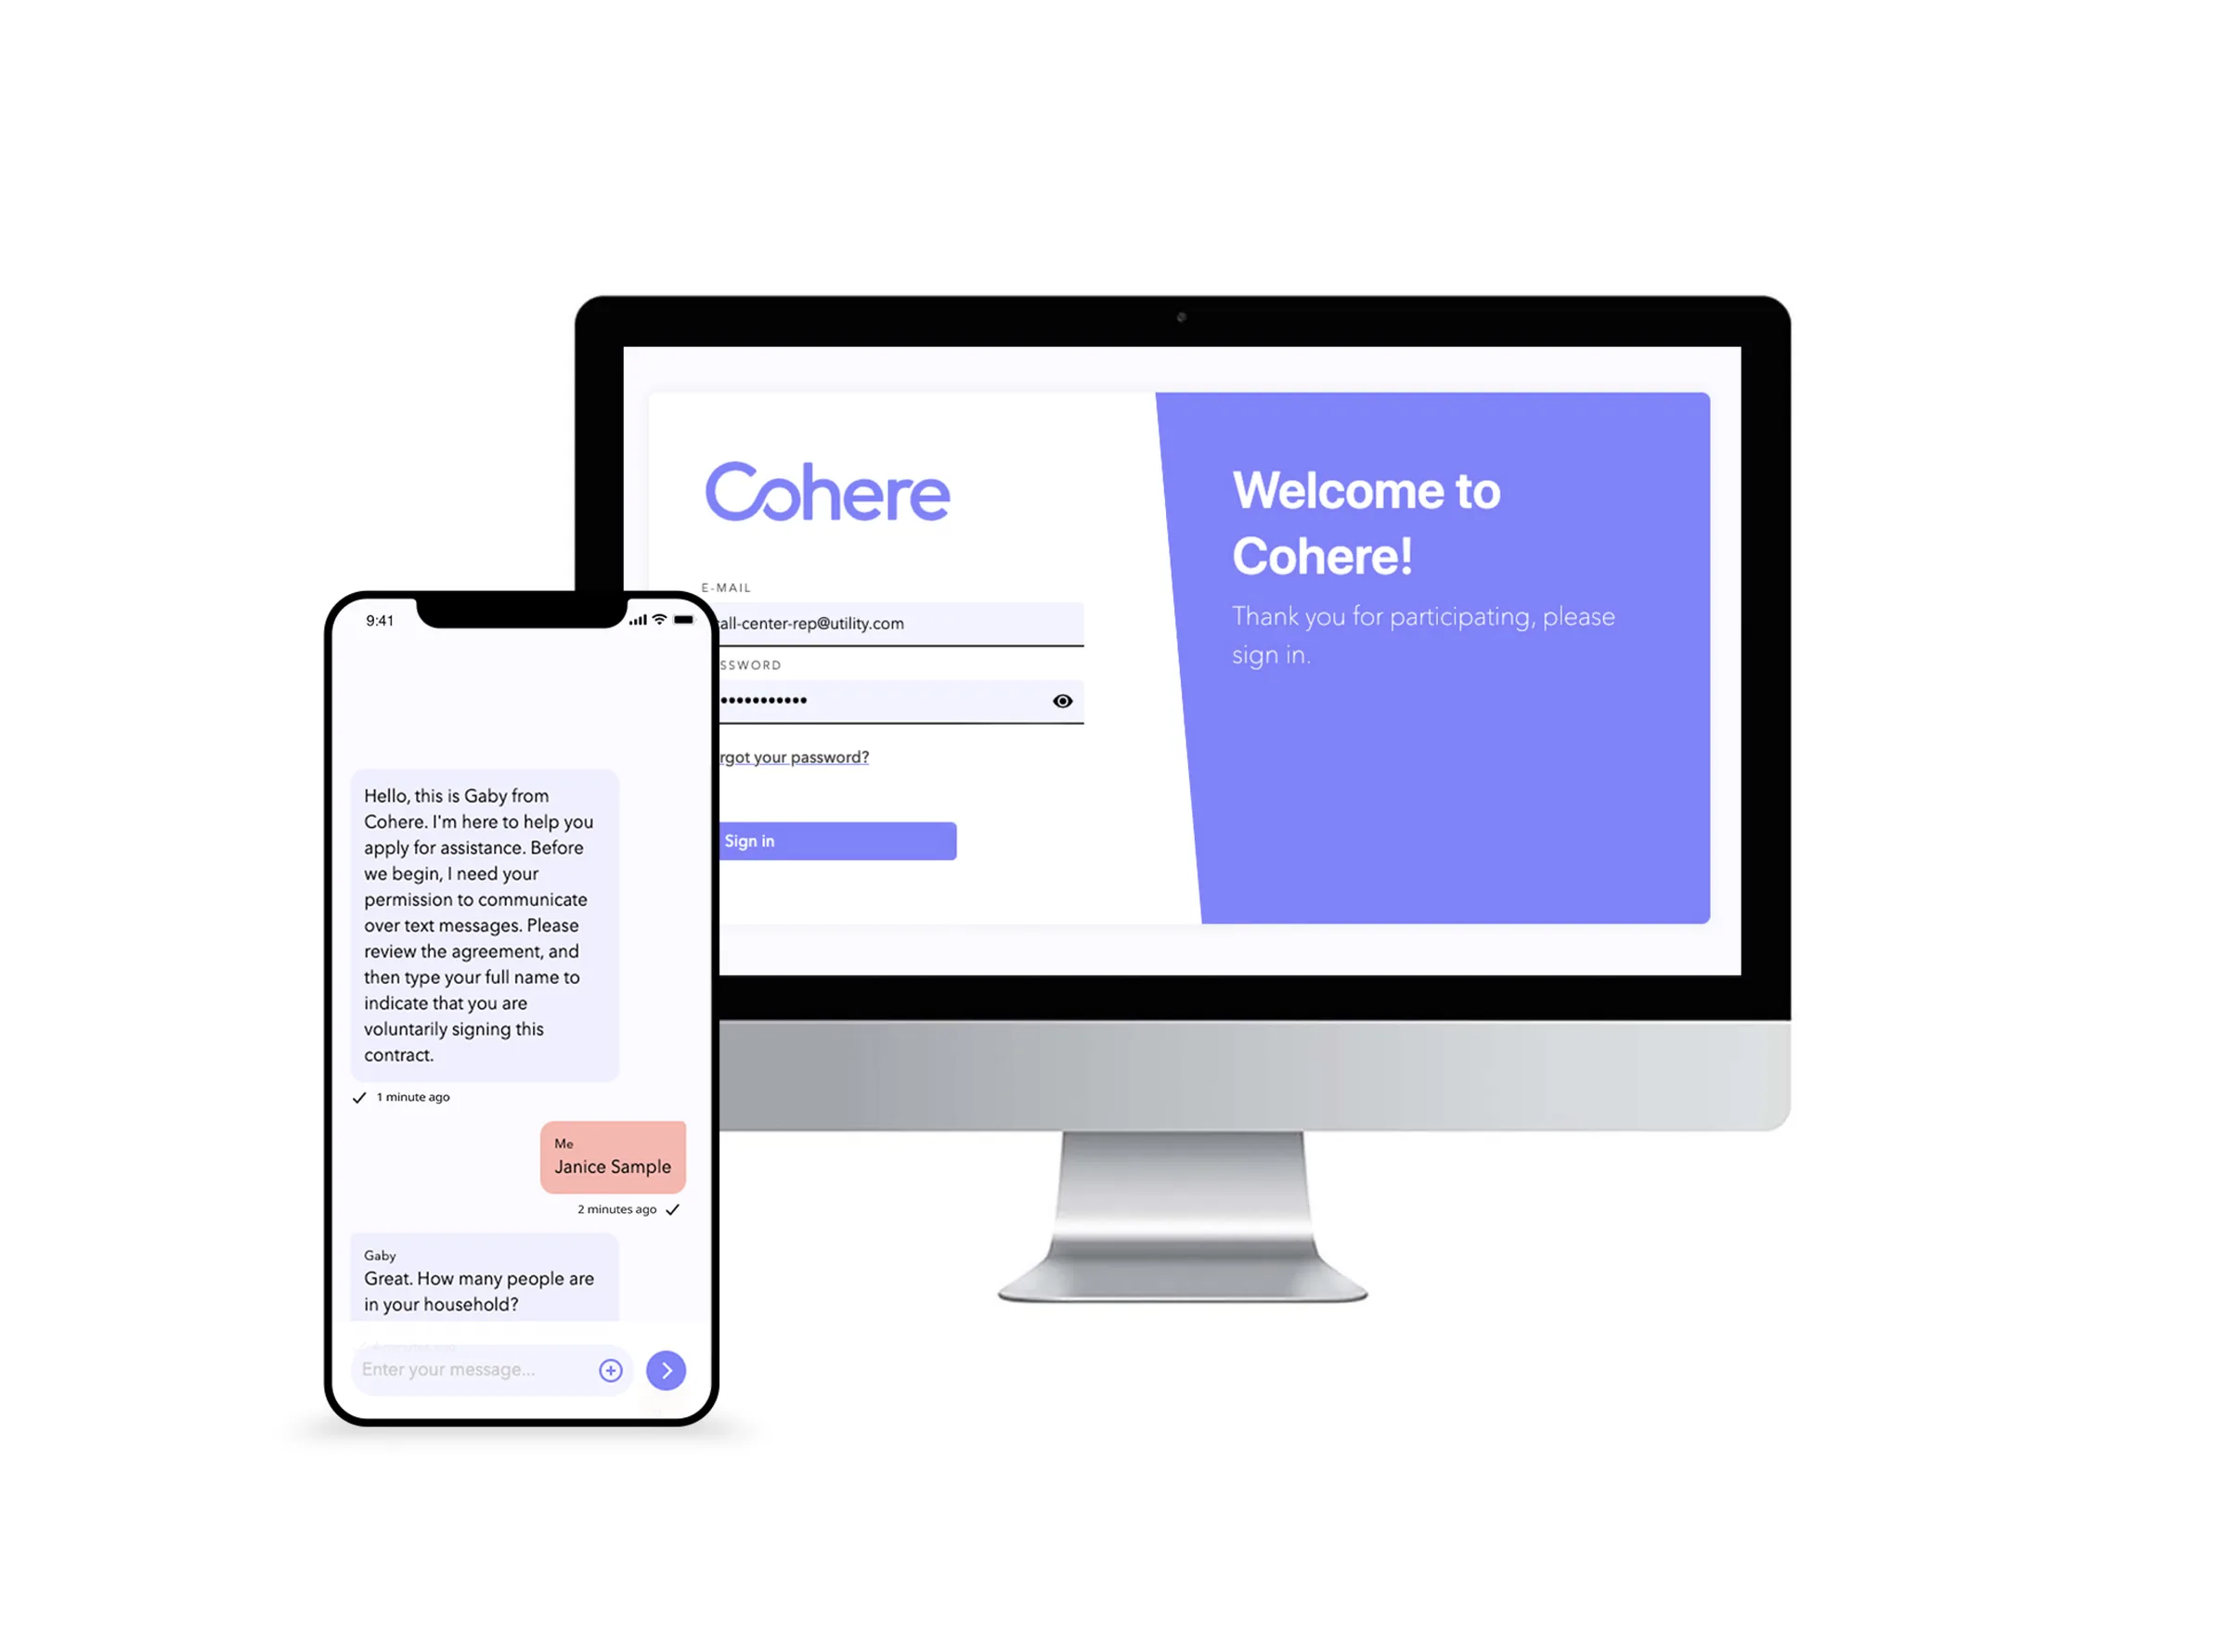 Cohere
E-MAIL
all-center-rep@utility.com
SSWORD
rgot your password?
Sign in
Welcome to
Cohere!
Thank you for participating, please
sign in.
9:41
Hello, this is Gaby from
Cohere. I'm here to help you
apply for assistance. Before
we begin, I need your
permission to communicate
over text messages. Please
review the agreement, and
then type your full name to
indicate that you are
voluntarily signing this
contract.
1 minute ago
Me
Janice Sample
2 minutes ago
Gaby
Great. How many people are
in your household?
Enter your message...